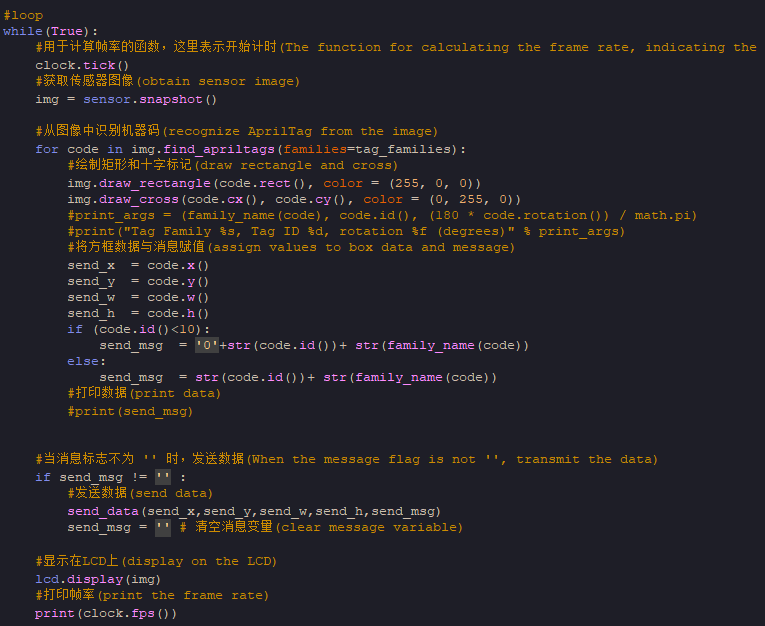 #loop
while(True):
#用于计算帧率的函数，这里表示开始计时(The function for calculating the frame rate, indicating the
clock.tick()
#获取传感器图像(obtain sensor image)
img = sensor.snapshot()
#从图像中识别机器码(recognize AprilTag from the image)
for code in img.find_apriltags(families=tag_families):
#绘制矩形和十字标记(draw rectangle and cross)
img.draw_rectangle(code.rect(), color = (255, 0, 0))
img.draw_cross(code.cx(), code.cy(), color = (0, 255, 0))
#print_args = (family_name(code), code.id(), (180 * code.rotation()) / math.pi)
#print("Tag Family %s, Tag ID %d, rotation %f (degrees)" % print_args)
#将方框数据与消息赋值(assign values to box data and message)
send_x  = code.x()
send_y  = code.y()
send_w  = code.w()
send_h  = code.h()
if (code.id()<10):
send_msg  = '0'+str(code.id())+ str(family_name(code))
else:
send_msg  = str(code.id())+ str(family_name(code))
#打印数据(print data)
#print(send_msg)
#当消息标志不为 '' 时，发送数据(When the message flag is not '', transmit the data)
if send_msg != '' :
#发送数据(send data)
send_data(send_x,send_y,send_w,send_h,send_msg)
send_msg = '' # 清空消息变量(clear message variable)
#显示在LCD上(display on the LCD)
lcd.display(img)
#打印帧率(print the frame rate)
print(clock.fps())